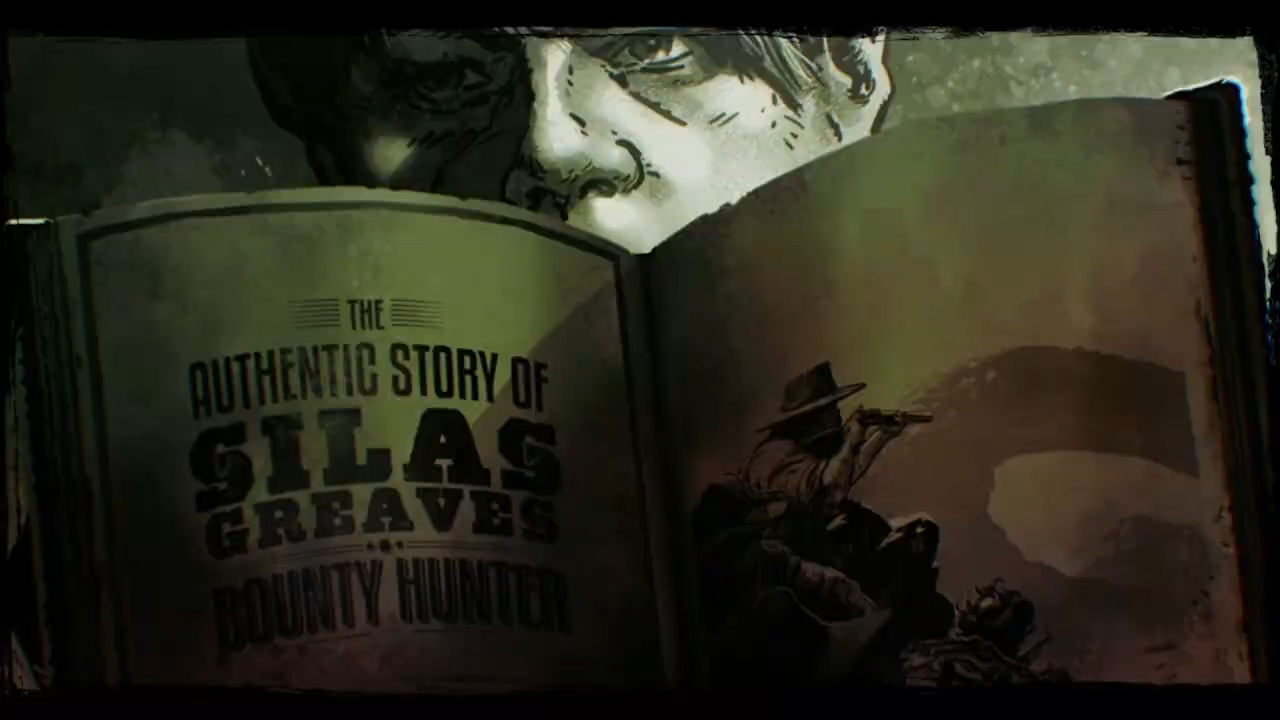 THE
AUTHENTIC STORY OF
SILAS
GREAVES
BOUNTY HUNTER